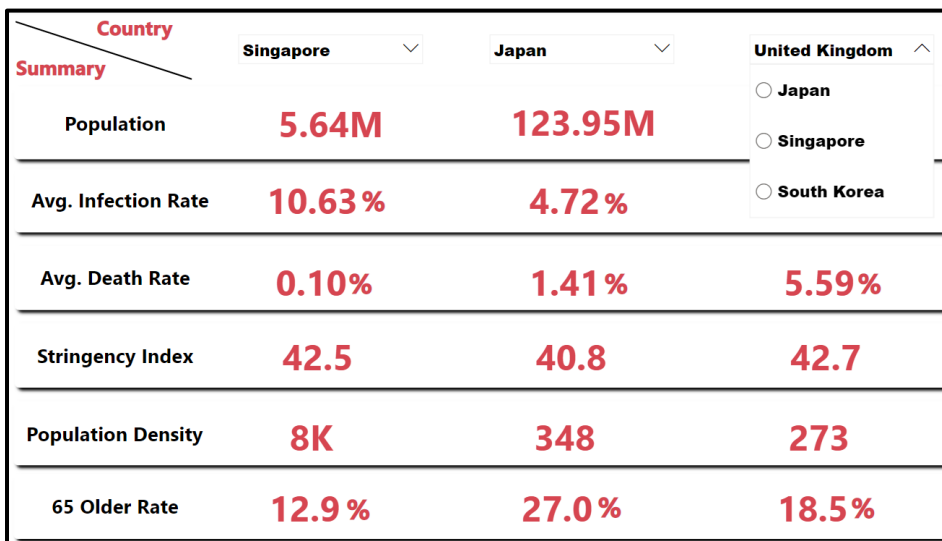 Country
Summary
Singapore Japan United Kingdom
Japan
Population 5.64M 123.95M
Singapore
South Korea
Avg. Infection Rate 10.63% 4.72%
Avg. Death Rate 0.10% 1.41% 5.59%
Stringency Index 42.5 40.8 42.7
Population Density 8K 348 273
65 Older Rate 12.9% 27.0% 18.5%